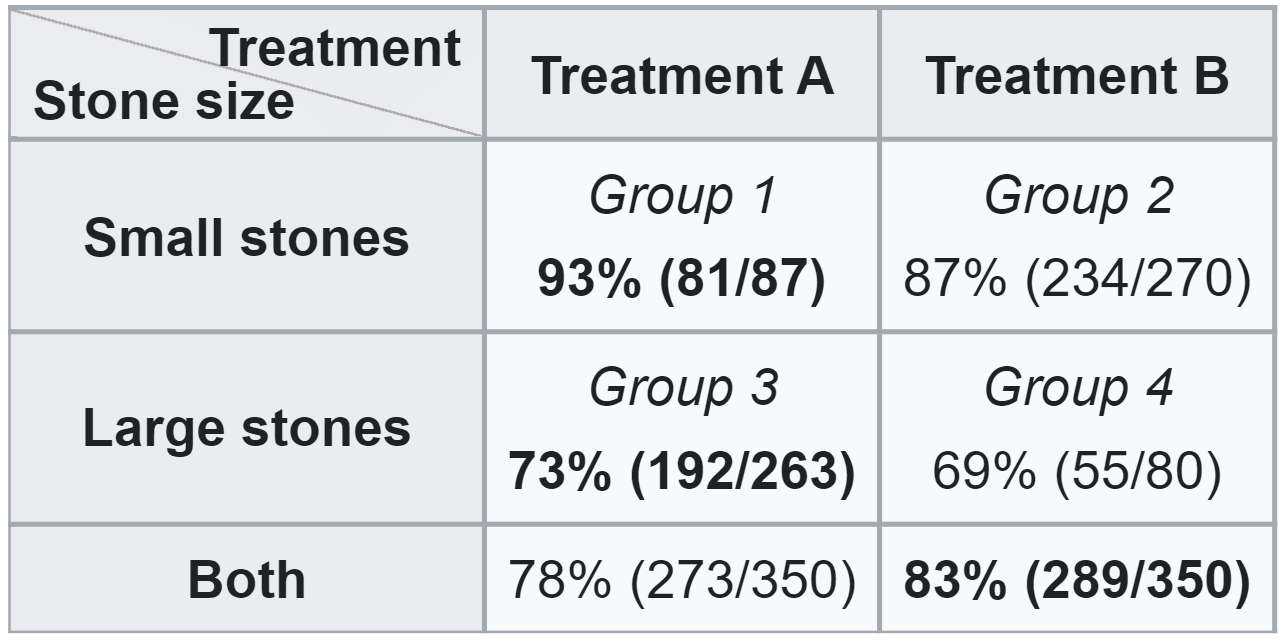 Treatment
Stone size
Treatment A
Treatment B
Small stones
Group 1
93% (81/87)
Group 2
87% (234/270)
Large stones
Group 3
73% (192/263)
Group 4
69% (55/80)
Both
78% (273/350)
83% (289/350)